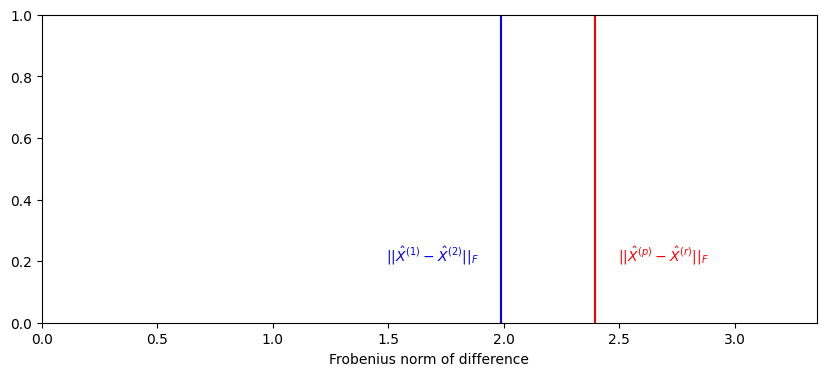 1.0
0.8
0.6
0.4
0.2
0.0
||X̂⁽¹⁾ − X̂⁽²⁾||_F
||X̂⁽ᵖ⁾ − X̂⁽ʳ⁾||_F
0.0 0.5 1.0 1.5 2.0 2.5 3.0
Frobenius norm of difference